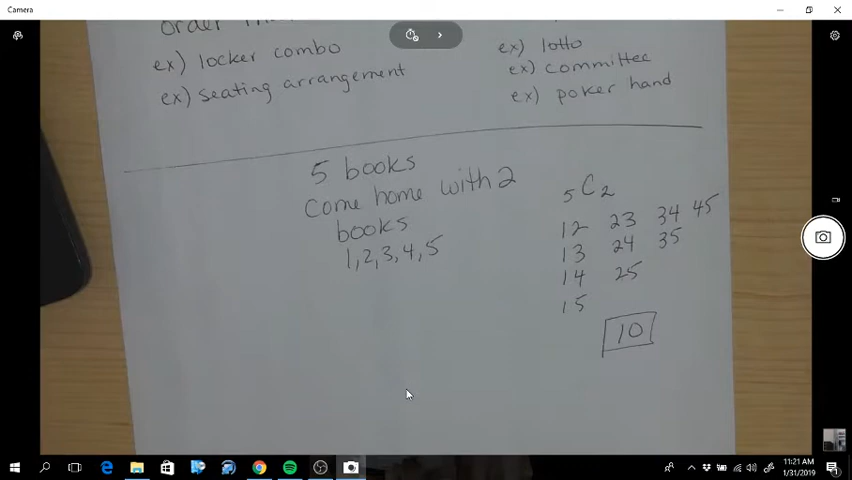 Camera
order
ex) locker combo
ex) seating arrangement
ex) lotto
ex) committee
ex) poker hand
5 books
Come home with 2
books
1,2,3,4,5
5C2
12 23 34 45
13 24 35
14 25
15
10
11:21 AM
1/31/2019